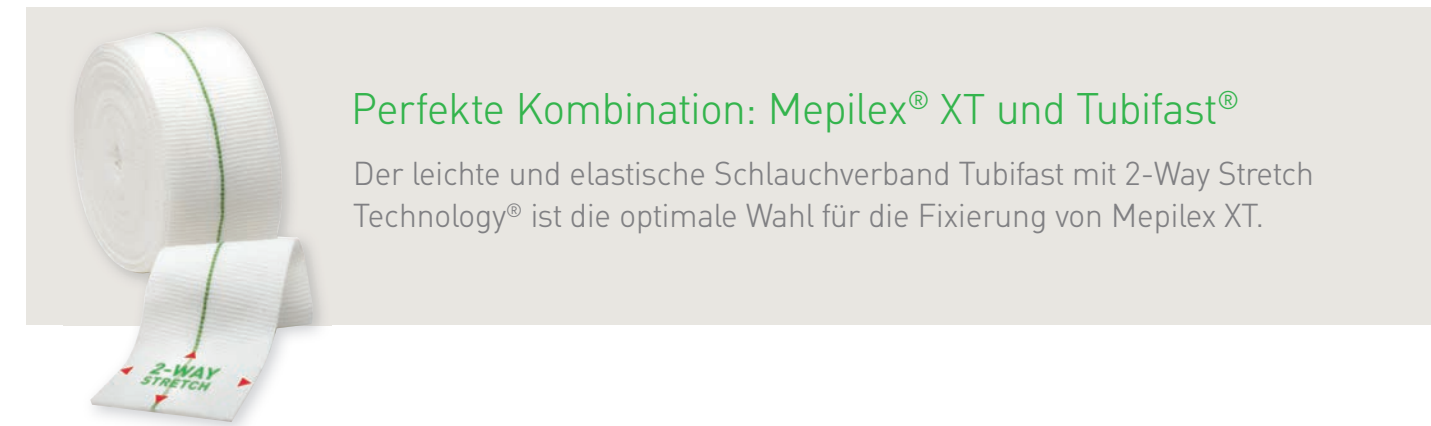 Perfekte Kombination: Mepilex® XT und Tubifast®
Der leichte und elastische Schlauchverband Tubifast mit 2-Way Stretch
Technology® ist die optimale Wahl für die Fixierung von Mepilex XT.
2-WAY
STRETCH